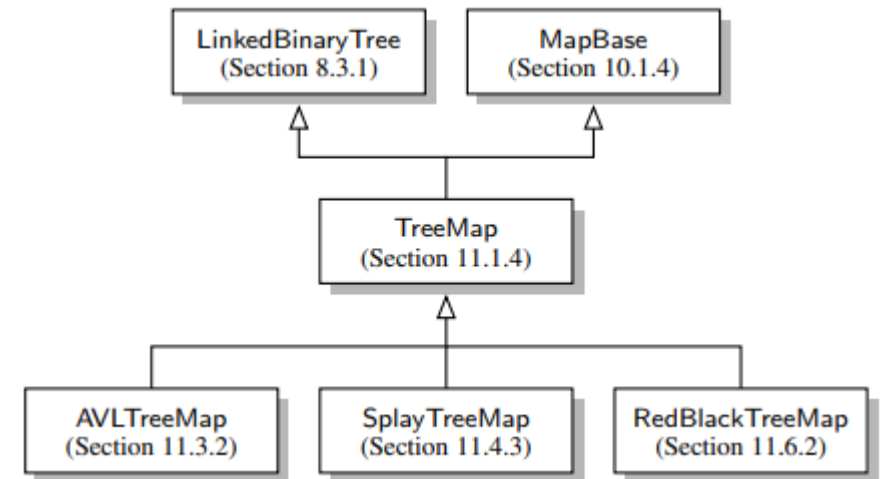 LinkedBinaryTree
(Section 8.3.1)
MapBase
(Section 10.1.4)
TreeMap
(Section 11.1.4)
AVLTreeMap
(Section 11.3.2)
SplayTreeMap
(Section 11.4.3)
RedBlackTreeMap
(Section 11.6.2)